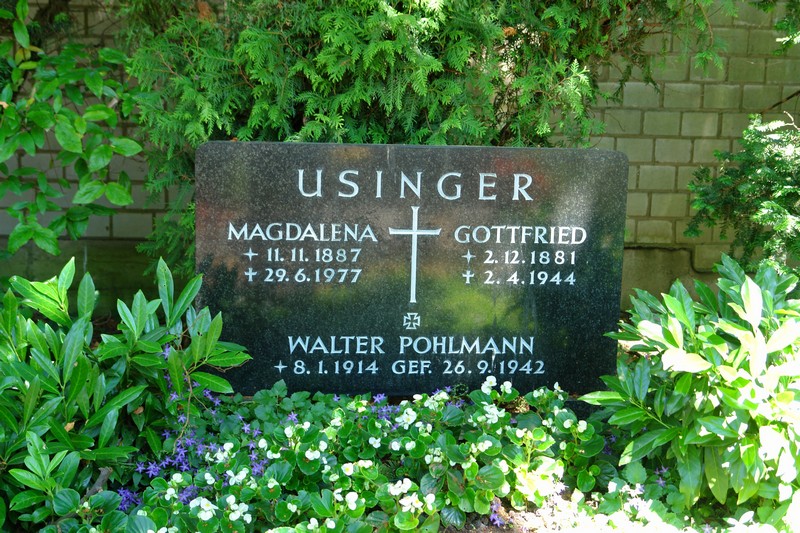 USINGER
MAGDALENA GOTTFRIED
✦ 11.11.1887 ✦ 2.12.1881
✝ 29.6.1977 ✝ 2.4.1944
WALTER POHLMANN
✦ 8.1.1914 GEF. 26.9.1942